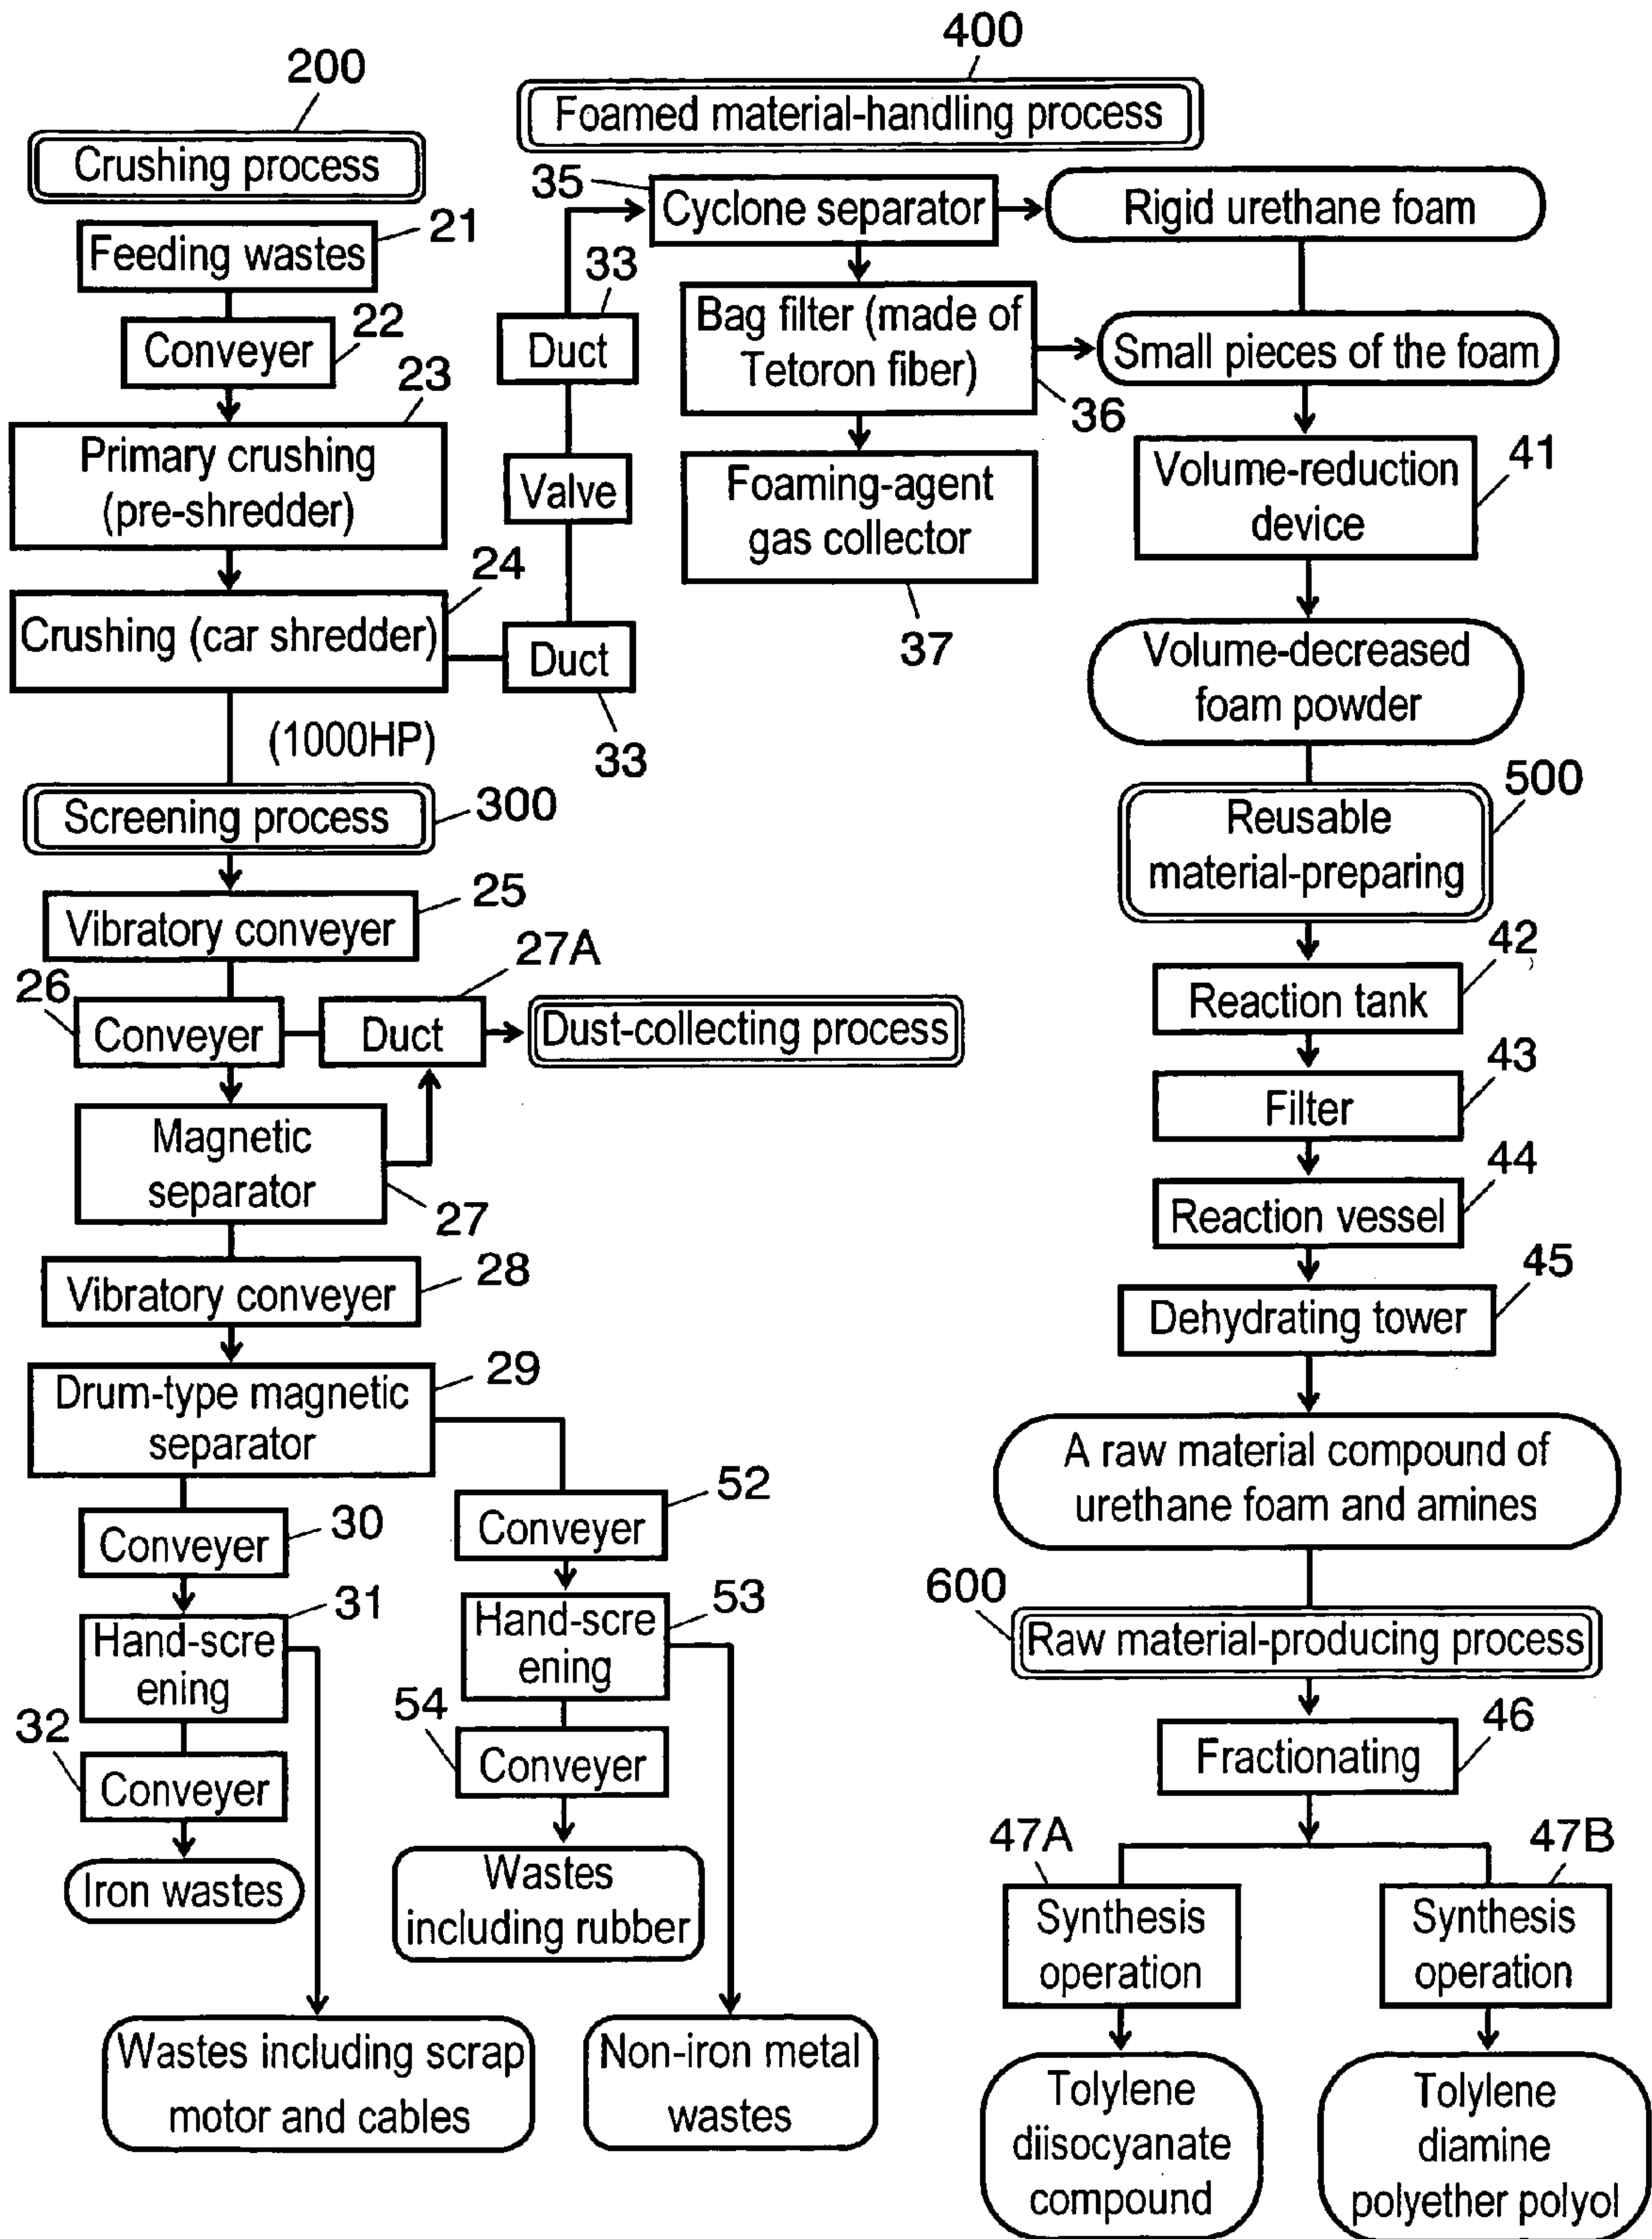 200
Crushing process
Feeding wastes
21
Conveyer
22
23
Primary crushing
(pre-shredder)
24
Crushing (car shredder)
(1000HP)
Duct
33
Valve
Duct
33
Screening process
300
Vibratory conveyer
25
26
Conveyer
Duct
27A
Dust-collecting process
Magnetic
separator
27
Vibratory conveyer
28
Drum-type magnetic
separator
29
Conveyer
30
Hand-scre
ening
31
32
Conveyer
Iron wastes
Wastes including scrap
motor and cables
Conveyer
52
Hand-scre
ening
53
54
Conveyer
Wastes
including rubber
Non-iron metal
wastes
400
Foamed material-handling process
35
Cyclone separator
Rigid urethane foam
Bag filter (made of
Tetoron fiber)
36
Small pieces of the foam
Foaming-agent
gas collector
37
Volume-reduction
device
41
Volume-decreased
foam powder
500
Reusable
material-preparing
42
Reaction tank
43
Filter
44
Reaction vessel
45
Dehydrating tower
A raw material compound of
urethane foam and amines
600
Raw material-producing process
46
Fractionating
47A
Synthesis
operation
47B
Synthesis
operation
Tolylene
diisocyanate
compound
Tolylene
diamine
polyether polyol